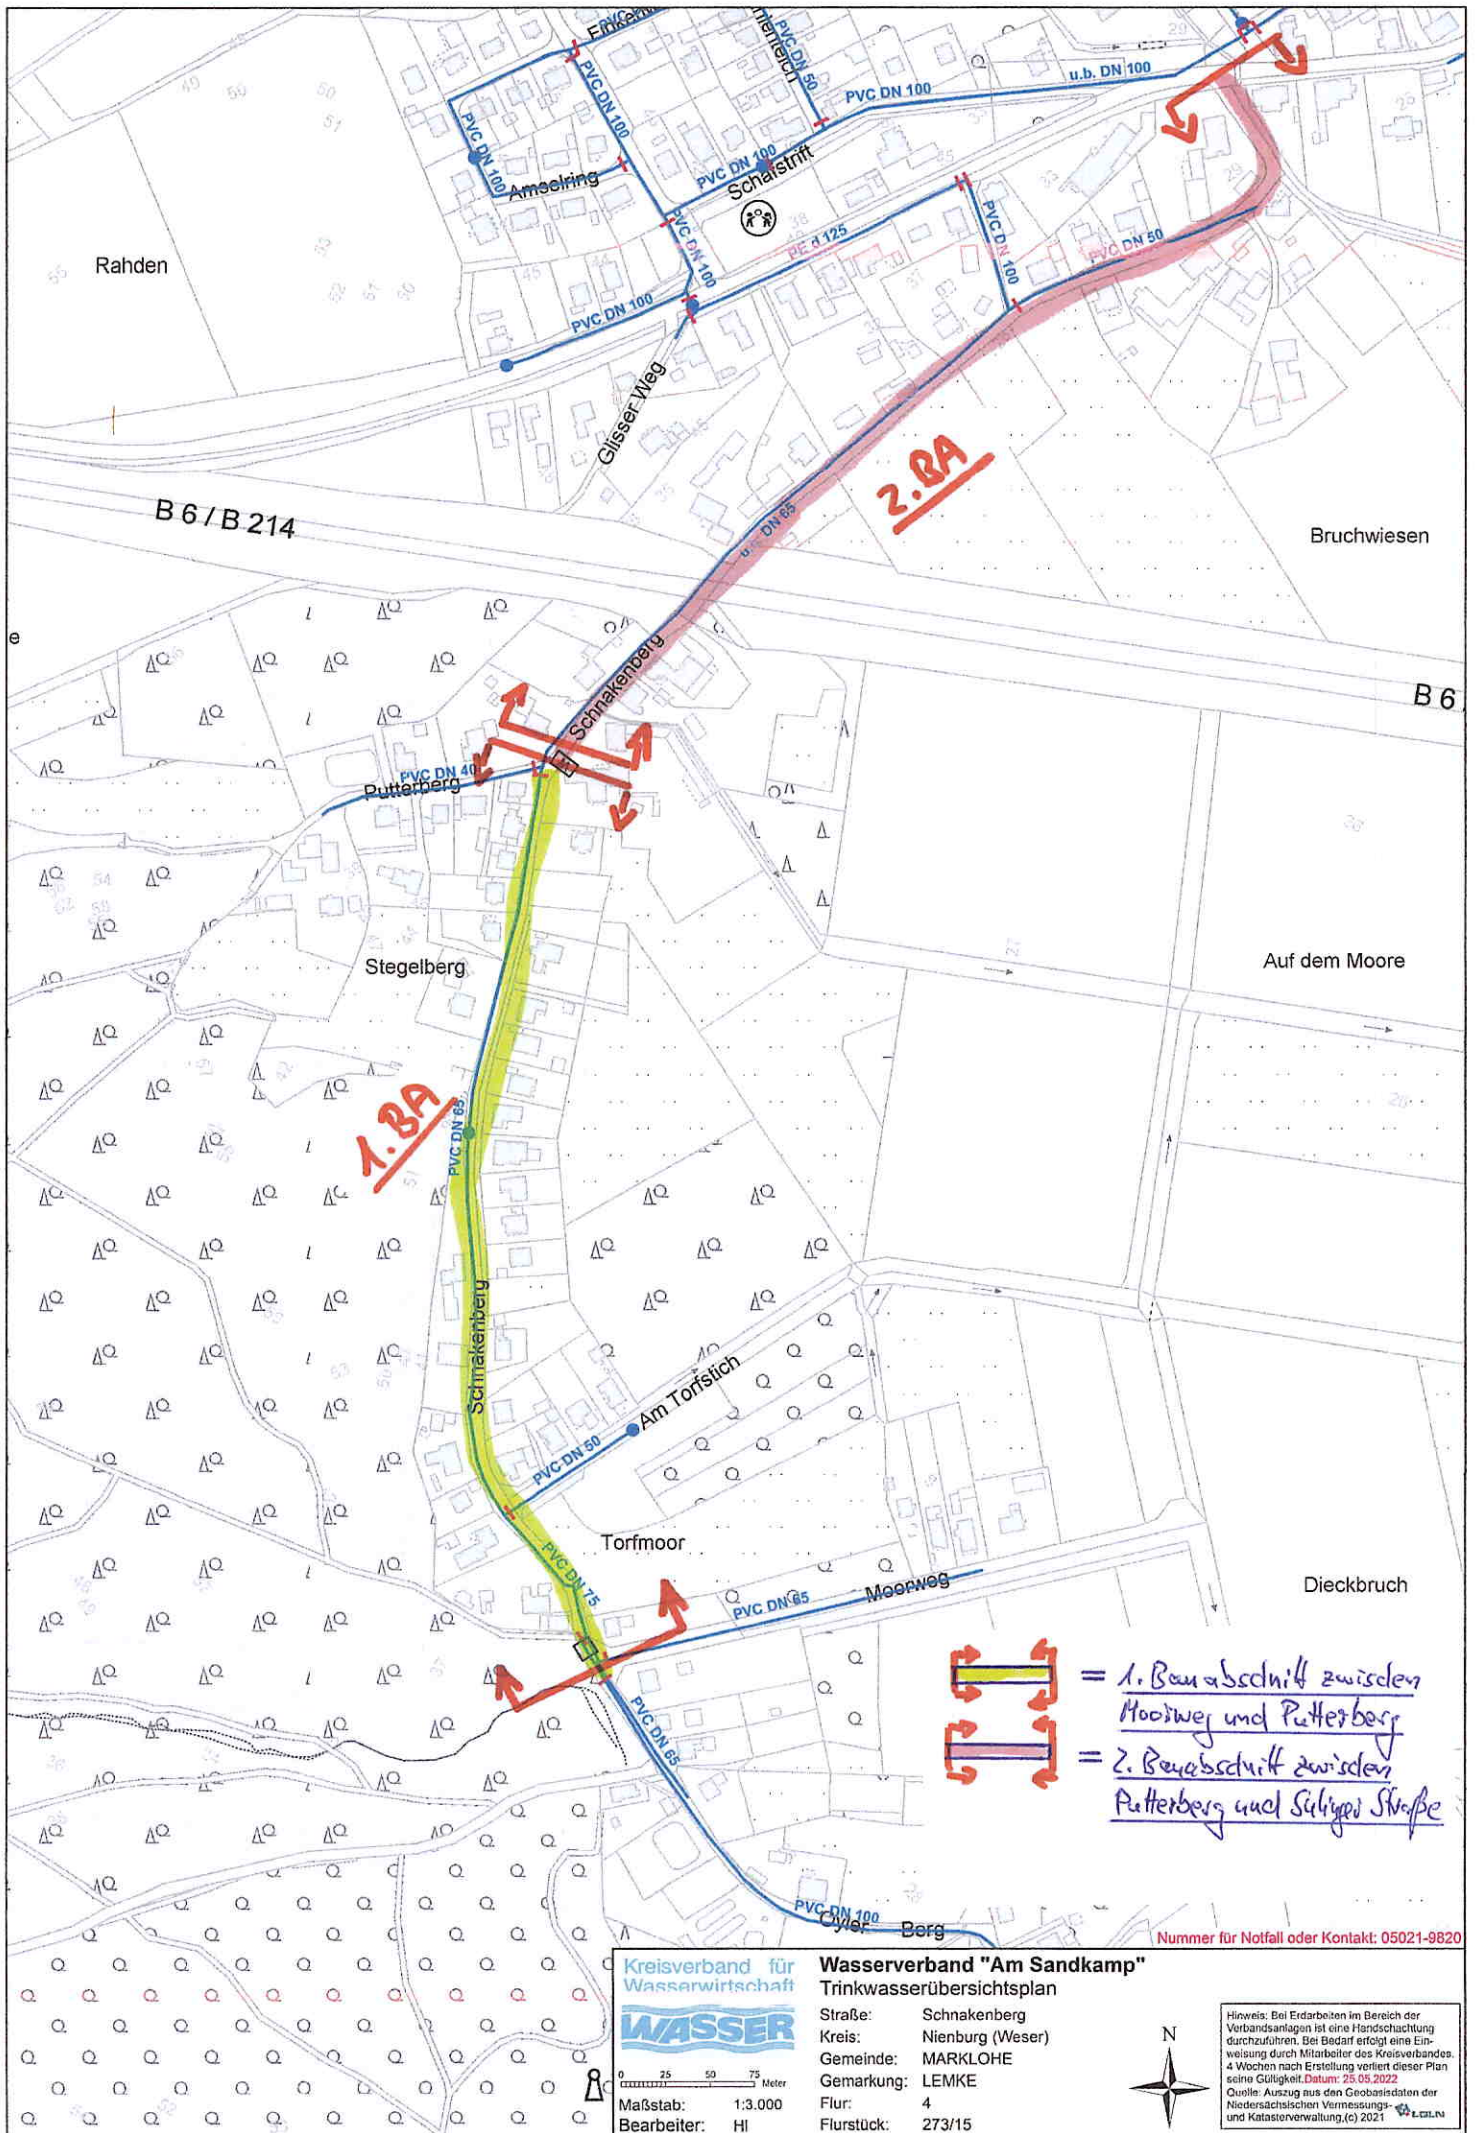 Finkenw
PVC DN 50
PVC DN 100
u.b. DN 100
PVC DN 100
PVC DN 100
PVC DN 100
Amselring
PVC DN 100
Schafstrift
PVC DN 100
PE d 125
PVC DN 100
PVC DN 50
Rahden
PVC DN 100
Glisser Weg
2. BA
B 6 / B 214
u.b. DN 65
Bruchwiesen
e
Schnakenberg
B 6
PVC DN 40
Putterberg
Stegelberg
Auf dem Moore
1. BA
PVC DN 65
Schnakenberg
Am Torfstich
PVC DN 50
Torfmoor
PVC DN 75
Moorweg
PVC DN 65
Dieckbruch
= 1. Bauabschnitt zwischen
Moorweg und Putterberg
= 2. Bauabschnitt zwischen
Putterberg und Sulinger Straße
PVC DN 65
PVC DN 100
Oyler Berg
Nummer für Notfall oder Kontakt: 05021-9820
Kreisverband für
Wasserwirtschaft
WASSER
0 25 50 75 Meter
Maßstab: 1:3.000
Bearbeiter: HI
Wasserverband "Am Sandkamp"
Trinkwasserübersichtsplan
Straße: Schnakenberg
Kreis: Nienburg (Weser)
Gemeinde: MARKLOHE
Gemarkung: LEMKE
Flur: 4
Flurstück: 273/15
N
Hinweis: Bei Erdarbeiten im Bereich der
Verbandsanlagen ist eine Handschachtung
durchzuführen. Bei Bedarf erfolgt eine Ein-
weisung durch Mitarbeiter des Kreisverbandes.
4 Wochen nach Erstellung verliert dieser Plan
seine Gültigkeit. Datum: 25.05.2022
Quelle: Auszug aus den Geobasisdaten der
Niedersächsischen Vermessungs-
und Katasterverwaltung,(c) 2021 LGLN